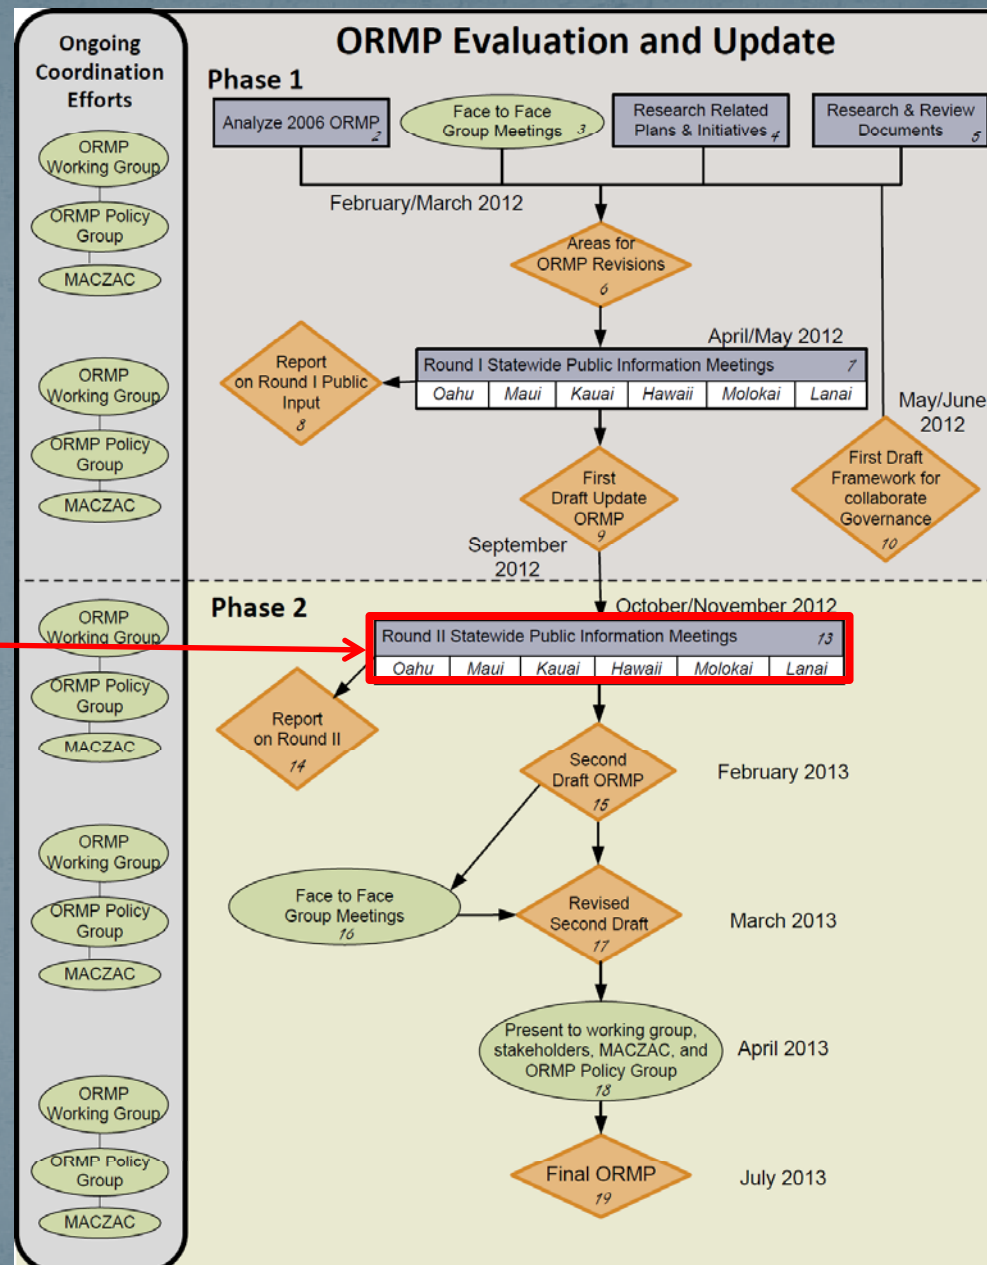 Ongoing
Coordination
Efforts
ORMP
Working Group
ORMP Policy
Group
MACZAC
ORMP
Working Group
ORMP Policy
Group
MACZAC
ORMP
Working Group
ORMP Policy
Group
MACZAC
ORMP
Working Group
ORMP Policy
Group
MACZAC
ORMP
Working Group
ORMP Policy
Group
MACZAC
ORMP Evaluation and Update
Phase 1
Analyze 2006 ORMP
2
Face to Face
Group Meetings 3
Research Related
Plans & Initiatives 4
Research & Review
Documents 5
February/March 2012
Areas for
ORMP Revisions
6
April/May 2012
Round I Statewide Public Information Meetings 7
Oahu Maui Kauai Hawaii Molokai Lanai
Report
on Round I Public
Input
8
May/June
2012
First Draft
Framework for
collaborate
Governance
10
First
Draft Update
ORMP
9
September
2012
Phase 2
October/November 2012
Round II Statewide Public Information Meetings 13
Oahu Maui Kauai Hawaii Molokai Lanai
Report
on Round II
14
Second
Draft ORMP
15
February 2013
Face to Face
Group Meetings
16
Revised
Second Draft
17
March 2013
Present to working group,
stakeholders, MACZAC, and
ORMP Policy Group
18
April 2013
Final ORMP
19
July 2013